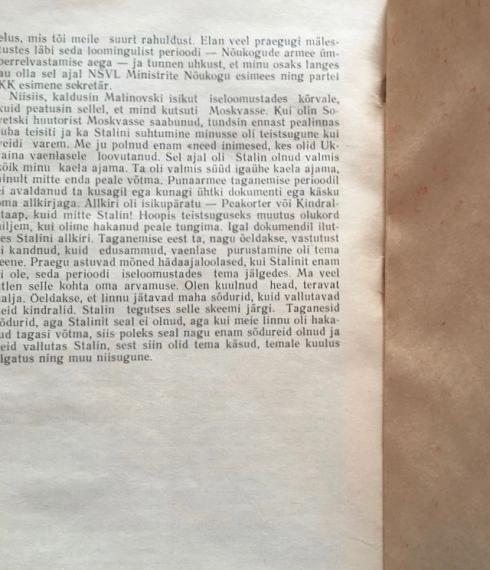 elus, mis tõi meile suurt rahuldust. Elan veel praegugi mäles-
tustes läbi seda loomingulist perioodi — Nõukogude armee üm-
berrelvastamise aega — ja tunnen uhkust, et minu osaks langes
au olla sel ajal NSVL Ministrite Nõukogu esimees ning partei
KK esimene sekretär.
Niisiis, kaldusin Malinovski isikut iseloomustades kõrvale,
kuid peatusin sellel, et mind kutsuti Moskvasse. Kui olin So-
vetski huutorist Moskvasse saabunud, tundsin ennast pealinnas
juba teisiti ja ka Stalini suhtumine minusse oli teistsugune kui
veidi varem. Me ju polnud enam «need inimesed, kes olid Uk-
raina vaenlasele loovutanud. Sel ajal oli Stalin olnud valmis
kõik minu kaela ajama. Ta oli valmis süüd igaühe kaela ajama,
ainult mitte enda peale võtma. Punaarmee taganemise perioodil
ei avaldanud ta kusagil ega kunagi ühtki dokumenti ega käsku
oma allkirjaga. Allkiri oli isikupäratu — Peakorter või Kindral-
staap, kuid mitte Stalin! Hoopis teistsuguseks muutus olukord
hiljem, kui olime hakanud peale tungima. Igal dokumendil ilut-
ses Stalini allkiri. Taganemise eest ta, nagu öeldakse, vastutust
ei kandnud, kuid edusammud, vaenlase purustamine oli tema
teene. Praegu astuvad mõned hädaajaloolased, kui Stalinit enam
ei ole, seda perioodi iseloomustades tema jälgedes. Ma veel
ütlen selle kohta oma arvamuse. Olen kuulnud head, teravat
nalja. Öeldakse, et linnu jätavad maha sõdurid, kuid vallutavad
neid kindralid. Stalin tegutses selle skeemi järgi. Taganesid
sõdurid, aga Stalinit seal ei olnud, aga kui meie linnu oli haka-
tud tagasi võtma, siis poleks seal nagu enam sõdureid olnud ja
neid vallutas Stalin, sest siin olid tema käsud, temale kuulus
algatus ning muu niisugune.